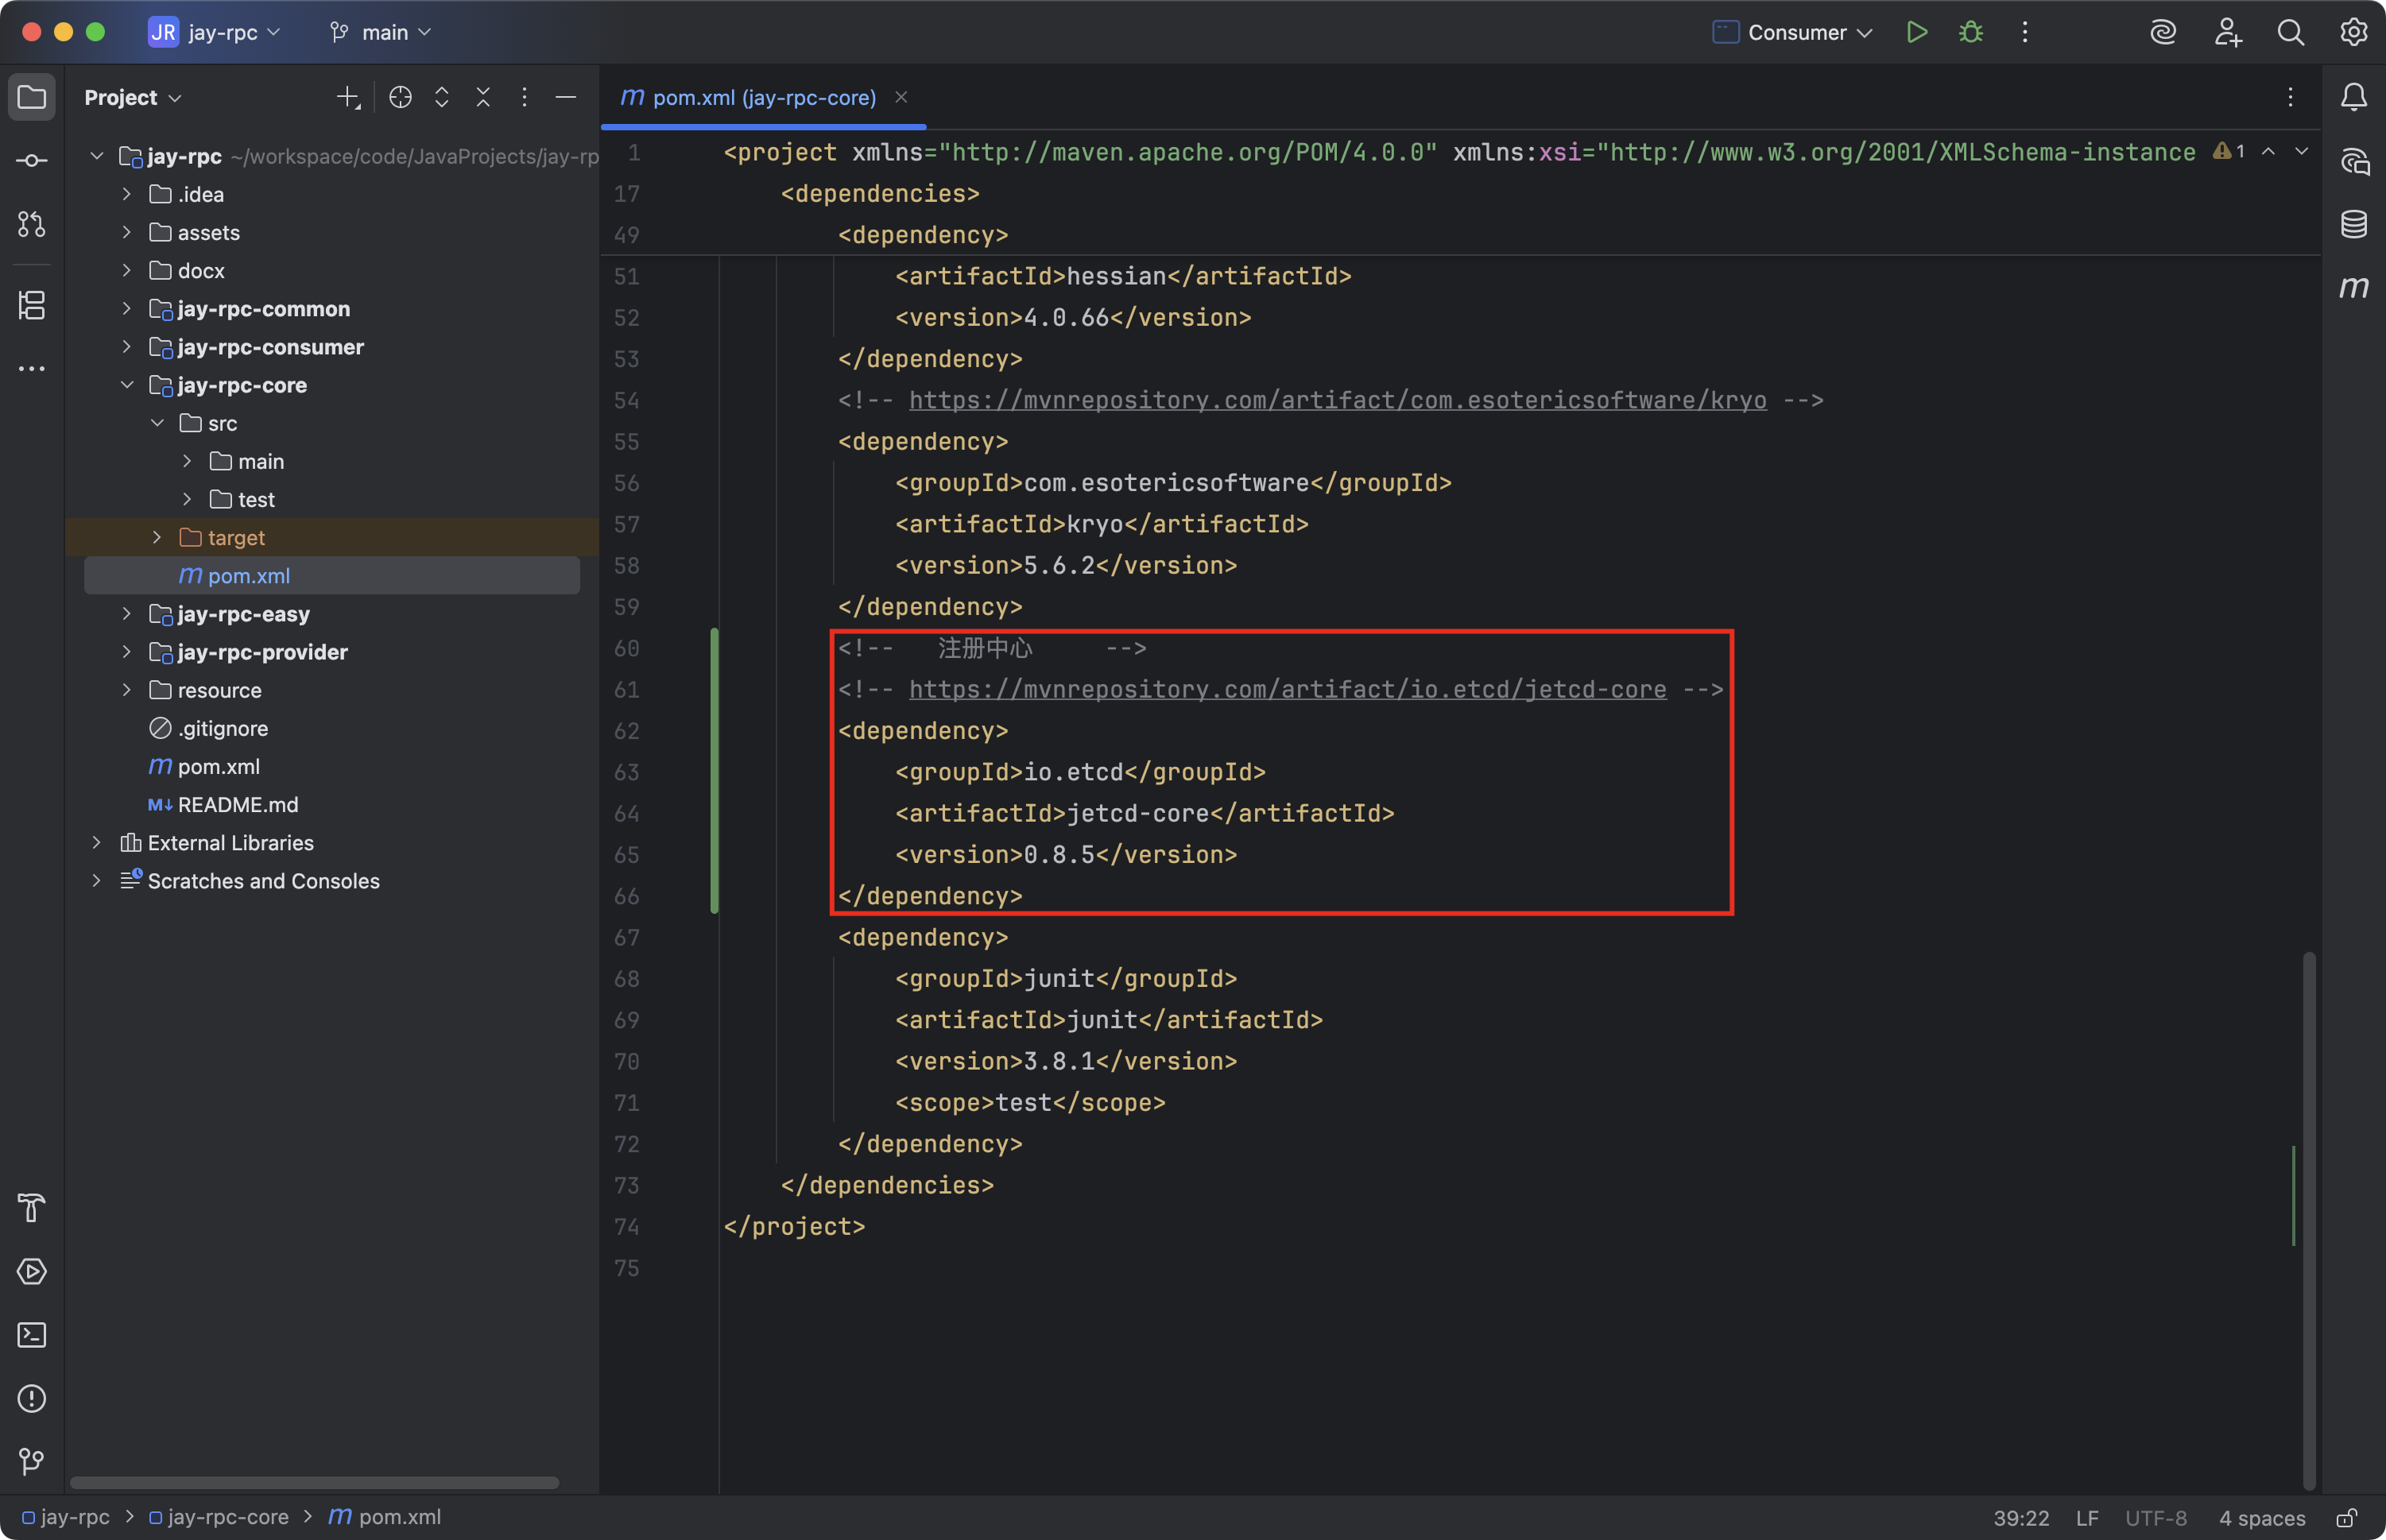 JR jay-rpc main Consumer
Project
pom.xml (jay-rpc-core)
jay-rpc ~/workspace/code/JavaProjects/jay-rp
.idea
assets
docx
jay-rpc-common
jay-rpc-consumer
jay-rpc-core
src
main
test
target
pom.xml
jay-rpc-easy
jay-rpc-provider
resource
.gitignore
pom.xml
README.md
External Libraries
Scratches and Consoles
1 <project xmlns="http://maven.apache.org/POM/4.0.0" xmlns:xsi="http://www.w3.org/2001/XMLSchema-instance 1
17 <dependencies>
49 <dependency>
51 <artifactId>hessian</artifactId>
52 <version>4.0.66</version>
53 </dependency>
54 <!-- https://mvnrepository.com/artifact/com.esotericsoftware/kryo -->
55 <dependency>
56 <groupId>com.esotericsoftware</groupId>
57 <artifactId>kryo</artifactId>
58 <version>5.6.2</version>
59 </dependency>
60 <!-- 注册中心 -->
61 <!-- https://mvnrepository.com/artifact/io.etcd/jetcd-core -->
62 <dependency>
63 <groupId>io.etcd</groupId>
64 <artifactId>jetcd-core</artifactId>
65 <version>0.8.5</version>
66 </dependency>
67 <dependency>
68 <groupId>junit</groupId>
69 <artifactId>junit</artifactId>
70 <version>3.8.1</version>
71 <scope>test</scope>
72 </dependency>
73 </dependencies>
74 </project>
75
jay-rpc > jay-rpc-core > pom.xml 39:22 LF UTF-8 4 spaces